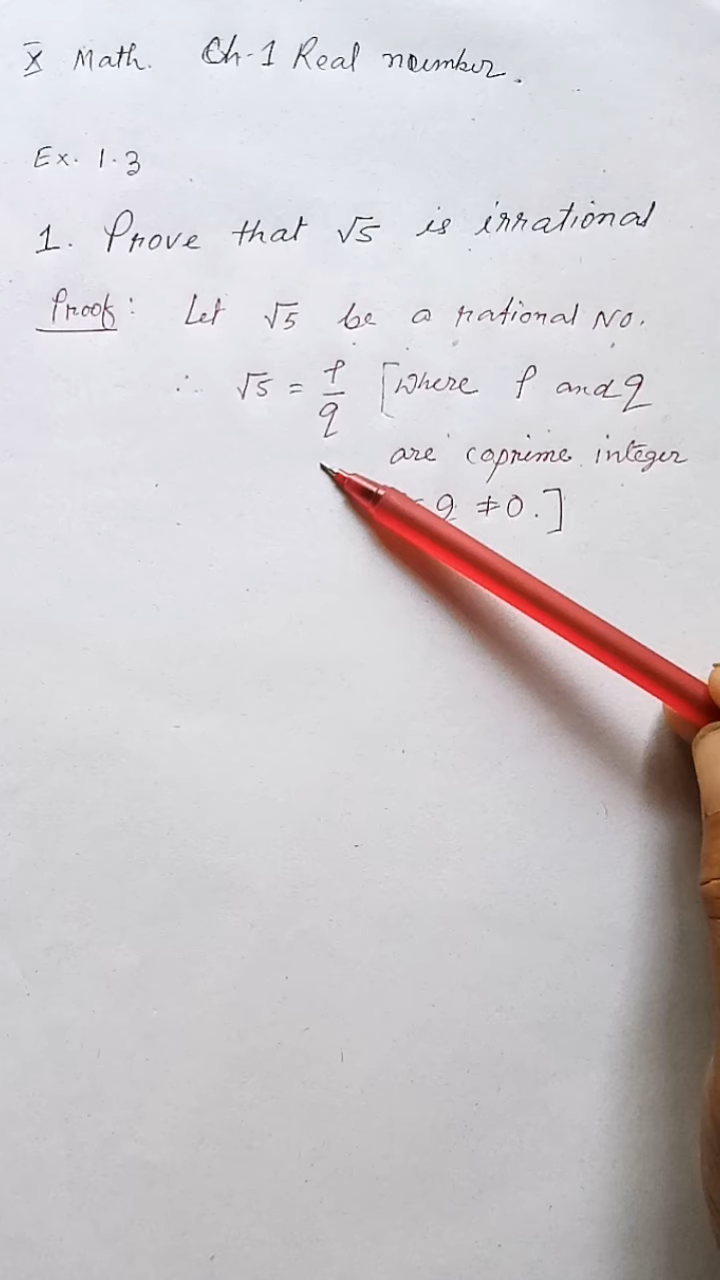 X Math. Ch-1 Real number.
Ex. 1.3
1. Prove that √5 is irrational
Proof: Let √5 be a rational No.
∴ √5 = p/q [where p and q
are coprime integer
q ≠ 0.]